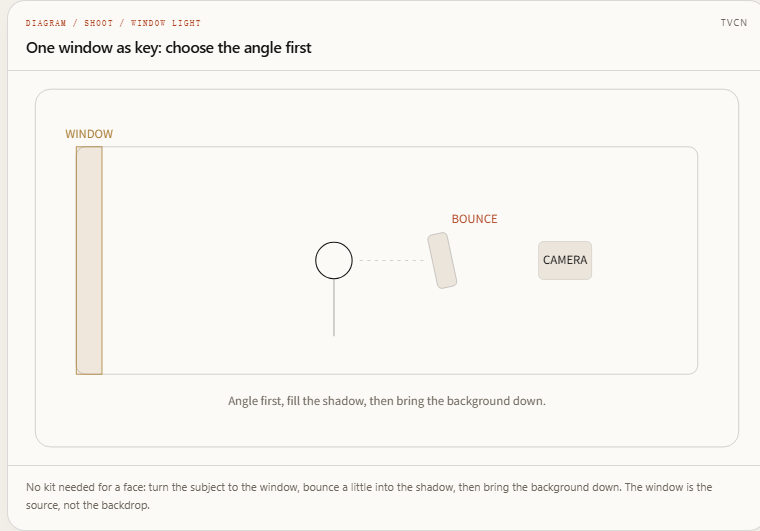 DIAGRAM / SHOOT / WINDOW LIGHT
TVCN
One window as key: choose the angle first
WINDOW
BOUNCE
CAMERA
Angle first, fill the shadow, then bring the background down.
No kit needed for a face: turn the subject to the window, bounce a little into the shadow, then bring the background down. The window is the
source, not the backdrop.